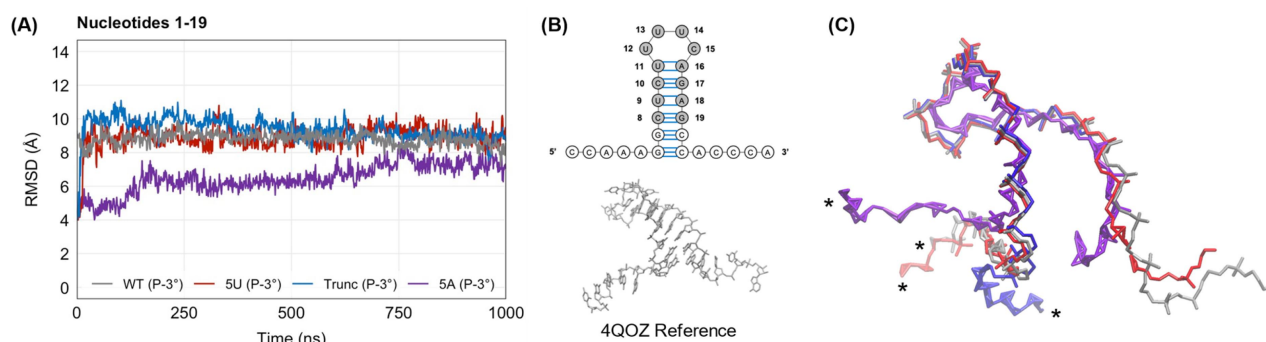 (A)
Nucleotides 1-19
RMSD (Å)
14
12
10
8
6
4
2
0
WT (P-3°)
5U (P-3°)
Trunc (P-3°)
5A (P-3°)
0
250
500
750
1000
Time (ns)
(B)
13 U U 14
12 U C 15
11 U A 16
10 C G 17
9 U A 18
8 C G 19
G C
5' C C A A A G C A C C C A 3'
4QOZ Reference
(C)
*
*
*
*